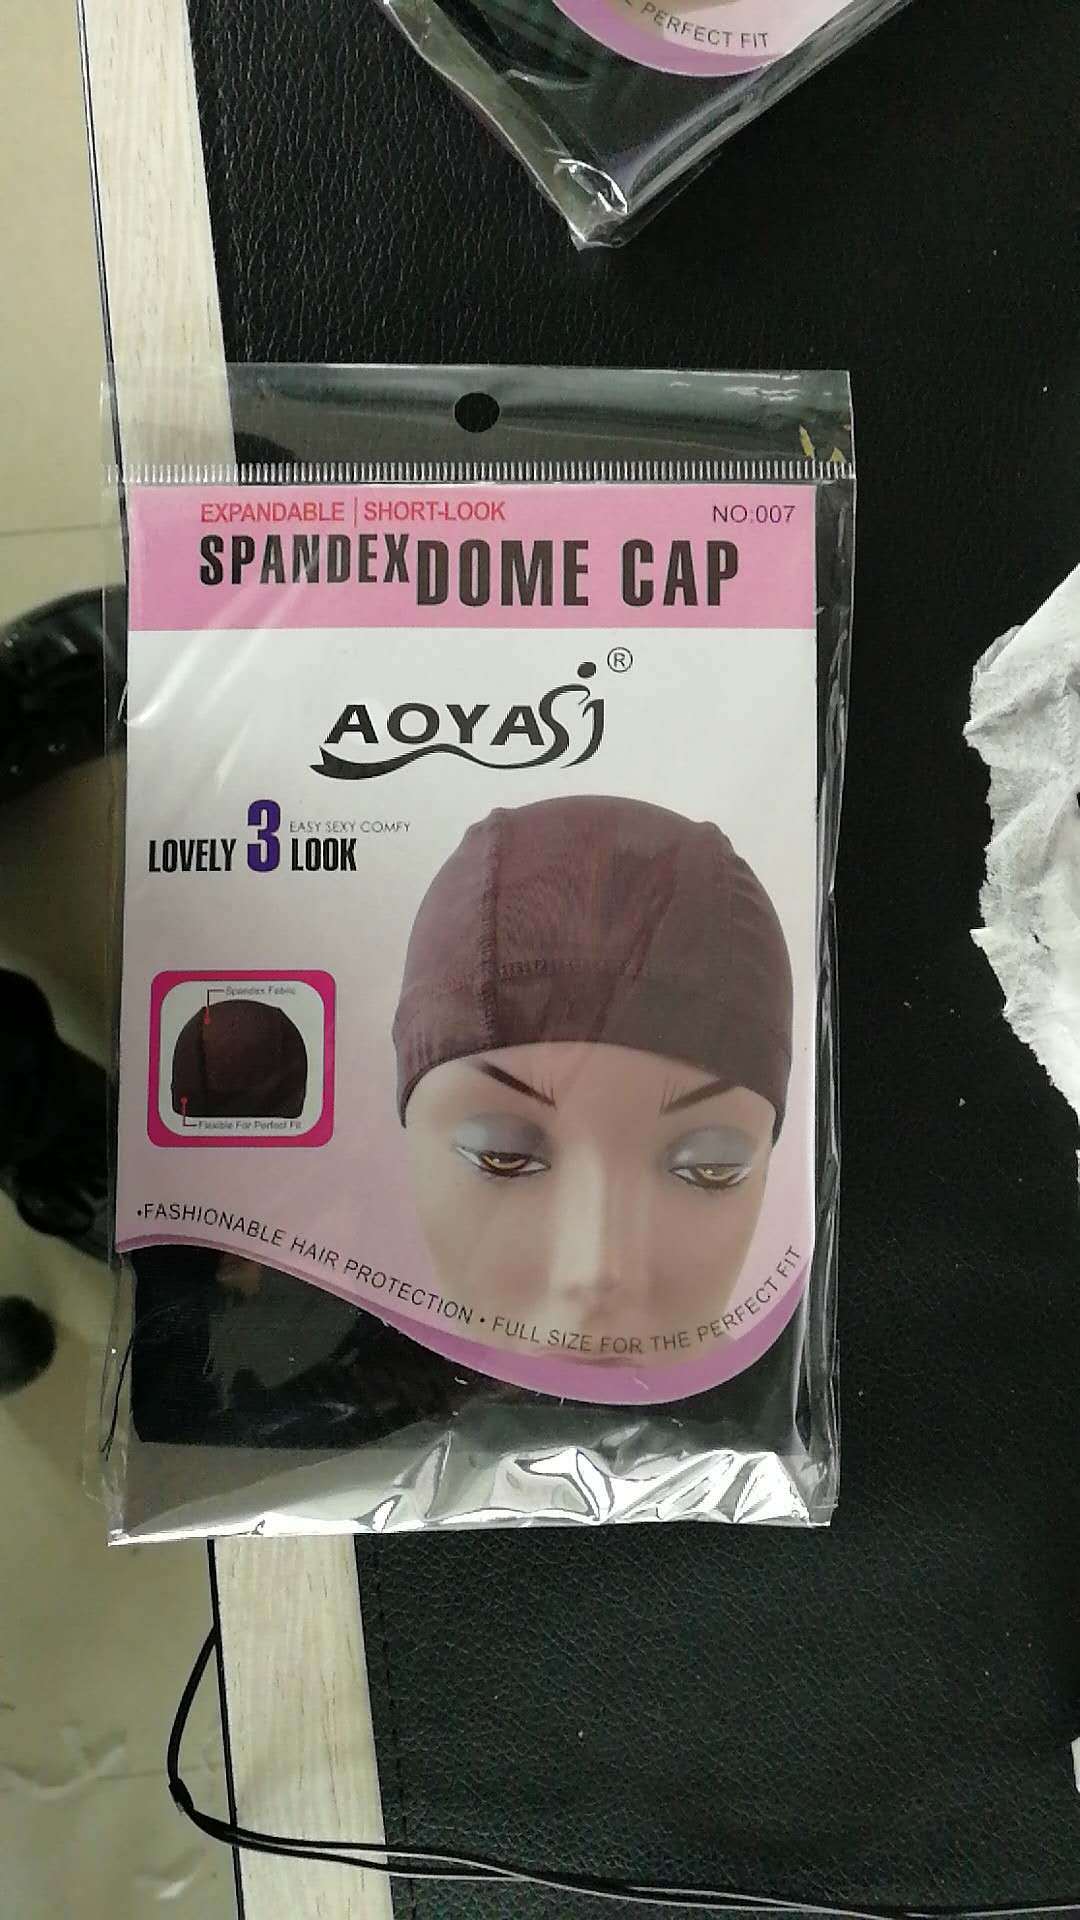 PERFECT FIT
EXPANDABLE | SHORT-LOOK
NO:007
SPANDEX DOME CAP
AOYASJ ®
LOVELY 3 LOOK
EASY SEXY COMFY
Spandex Fabric
Flexible For Perfect Fit
•FASHIONABLE HAIR PROTECTION • FULL SIZE FOR THE PERFECT FIT